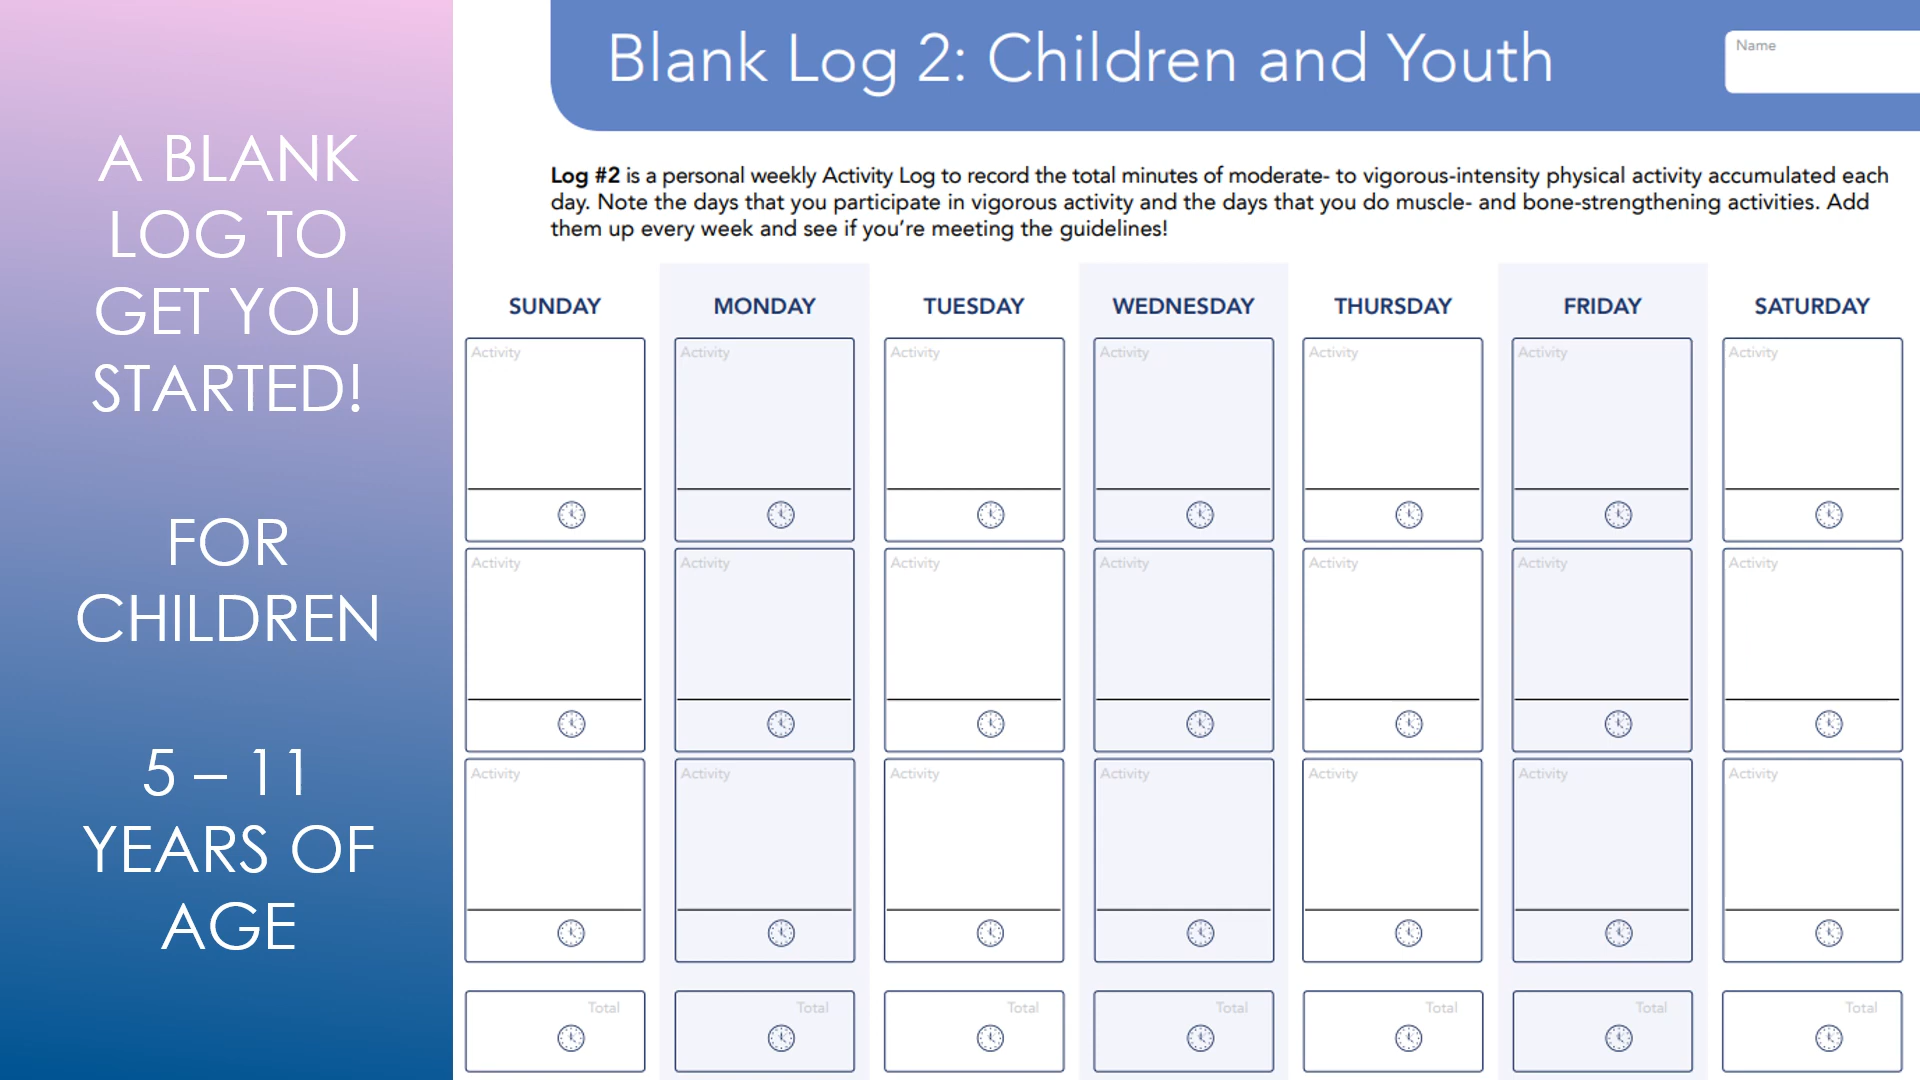 A BLANK
LOG TO
GET YOU
STARTED!
FOR
CHILDREN
5 – 11
YEARS OF
AGE
Blank Log 2: Children and Youth
Name
Log #2 is a personal weekly Activity Log to record the total minutes of moderate- to vigorous-intensity physical activity accumulated each
day. Note the days that you participate in vigorous activity and the days that you do muscle- and bone-strengthening activities. Add
them up every week and see if you're meeting the guidelines!
SUNDAY MONDAY TUESDAY WEDNESDAY THURSDAY FRIDAY SATURDAY
Activity Activity Activity Activity Activity Activity Activity
Activity Activity Activity Activity Activity Activity Activity
Activity Activity Activity Activity Activity Activity Activity
Total Total Total Total Total Total Total